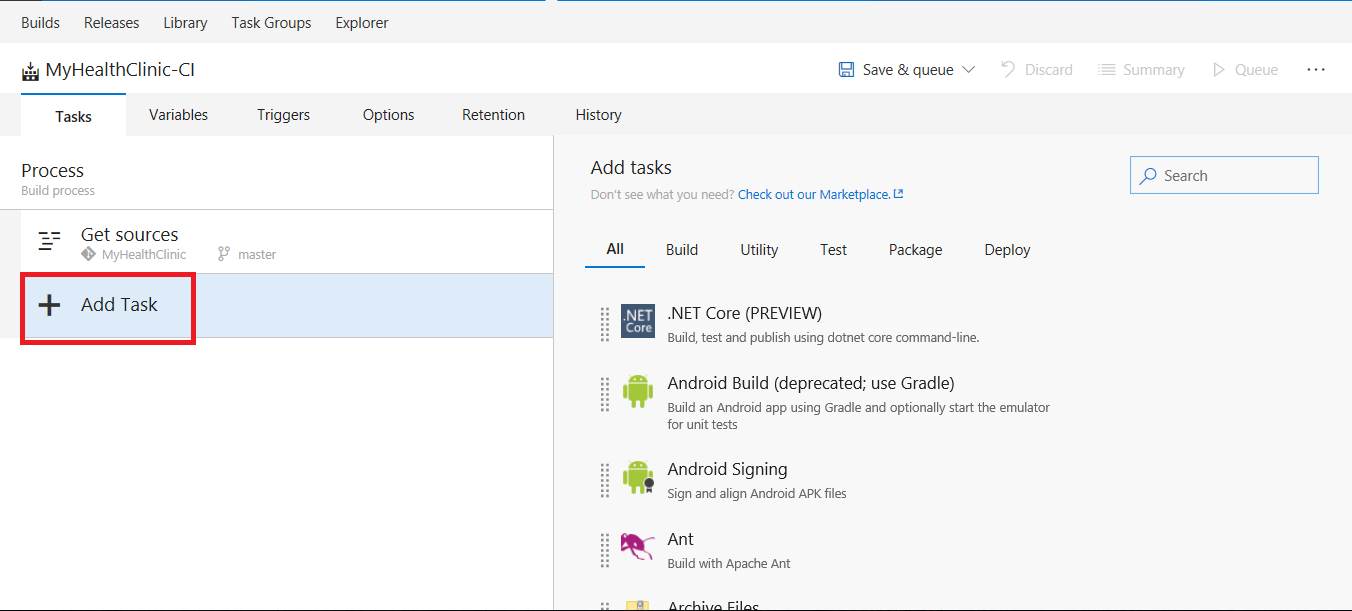 Builds Releases Library Task Groups Explorer
MyHealthClinic-CI Save & queue Discard Summary Queue ...
Tasks Variables Triggers Options Retention History
Process
Build process
Get sources
MyHealthClinic master
Add Task
Add tasks
Don't see what you need? Check out our Marketplace.
Search
All Build Utility Test Package Deploy
.NET Core
.NET Core (PREVIEW)
Build, test and publish using dotnet core command-line.
Android Build (deprecated; use Gradle)
Build an Android app using Gradle and optionally start the emulator
for unit tests
Android Signing
Sign and align Android APK files
Ant
Build with Apache Ant
Archive Files